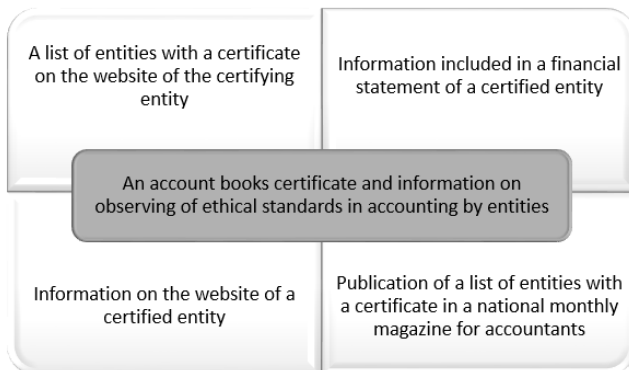 A list of entities with a certificate
on the website of the certifying
entity
Information included in a financial
statement of a certified entity
An account books certificate and information on
observing of ethical standards in accounting by entities
Information on the website of a
certified entity
Publication of a list of entities with
a certificate in a national monthly
magazine for accountants